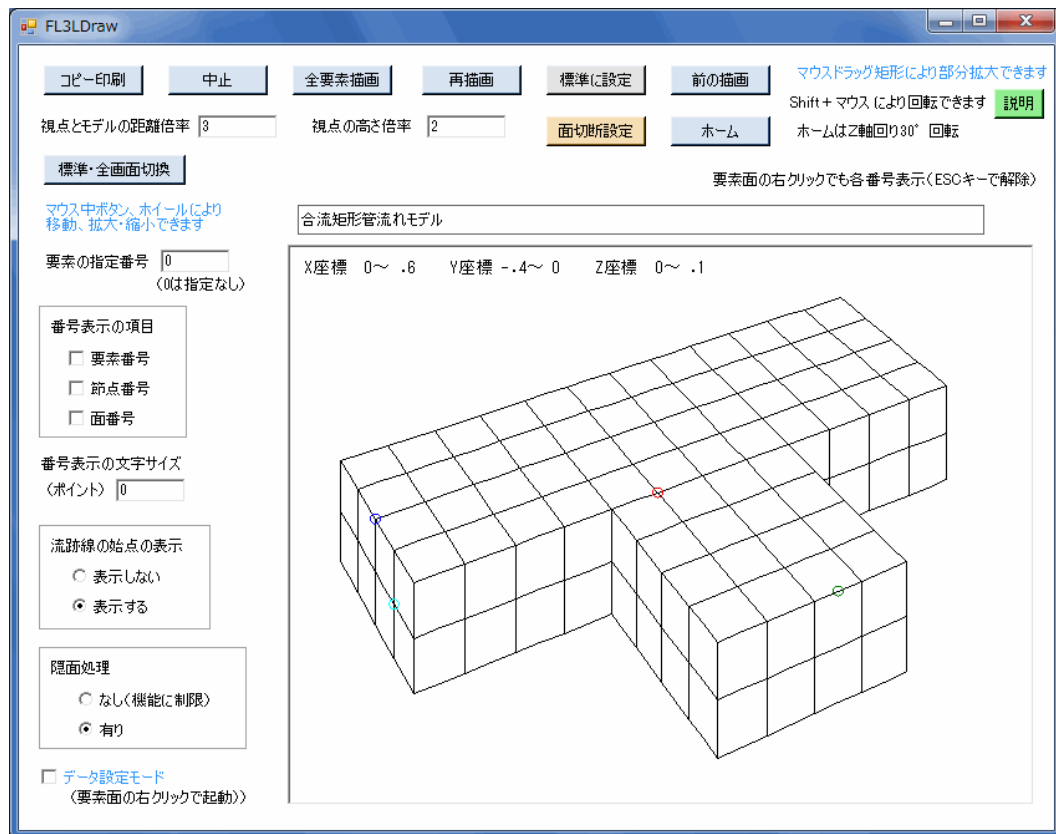 FL3LDraw
コピー印刷
中止
全要素描画
再描画
標準に設定
前の描画
マウスドラッグ矩形により部分拡大できます
Shift+マウスにより回転できます
説明
視点とモデルの距離倍率 3
視点の高さ倍率 2
面切断設定
ホーム
ホームはZ軸回り30° 回転
標準・全画面切換
要素面の右クリックでも各番号表示(ESCキーで解除)
マウス中ボタン、ホイールにより
移動、拡大・縮小できます
合流矩形管流れモデル
要素の指定番号 0
(0は指定なし)
X座標 0～ .6 Y座標 -.4～ 0 Z座標 0～ .1
番号表示の項目
要素番号
節点番号
面番号
番号表示の文字サイズ
(ポイント) 0
流跡線の始点の表示
表示しない
表示する
隠面処理
なし(機能に制限)
有り
データ設定モード
(要素面の右クリックで起動))